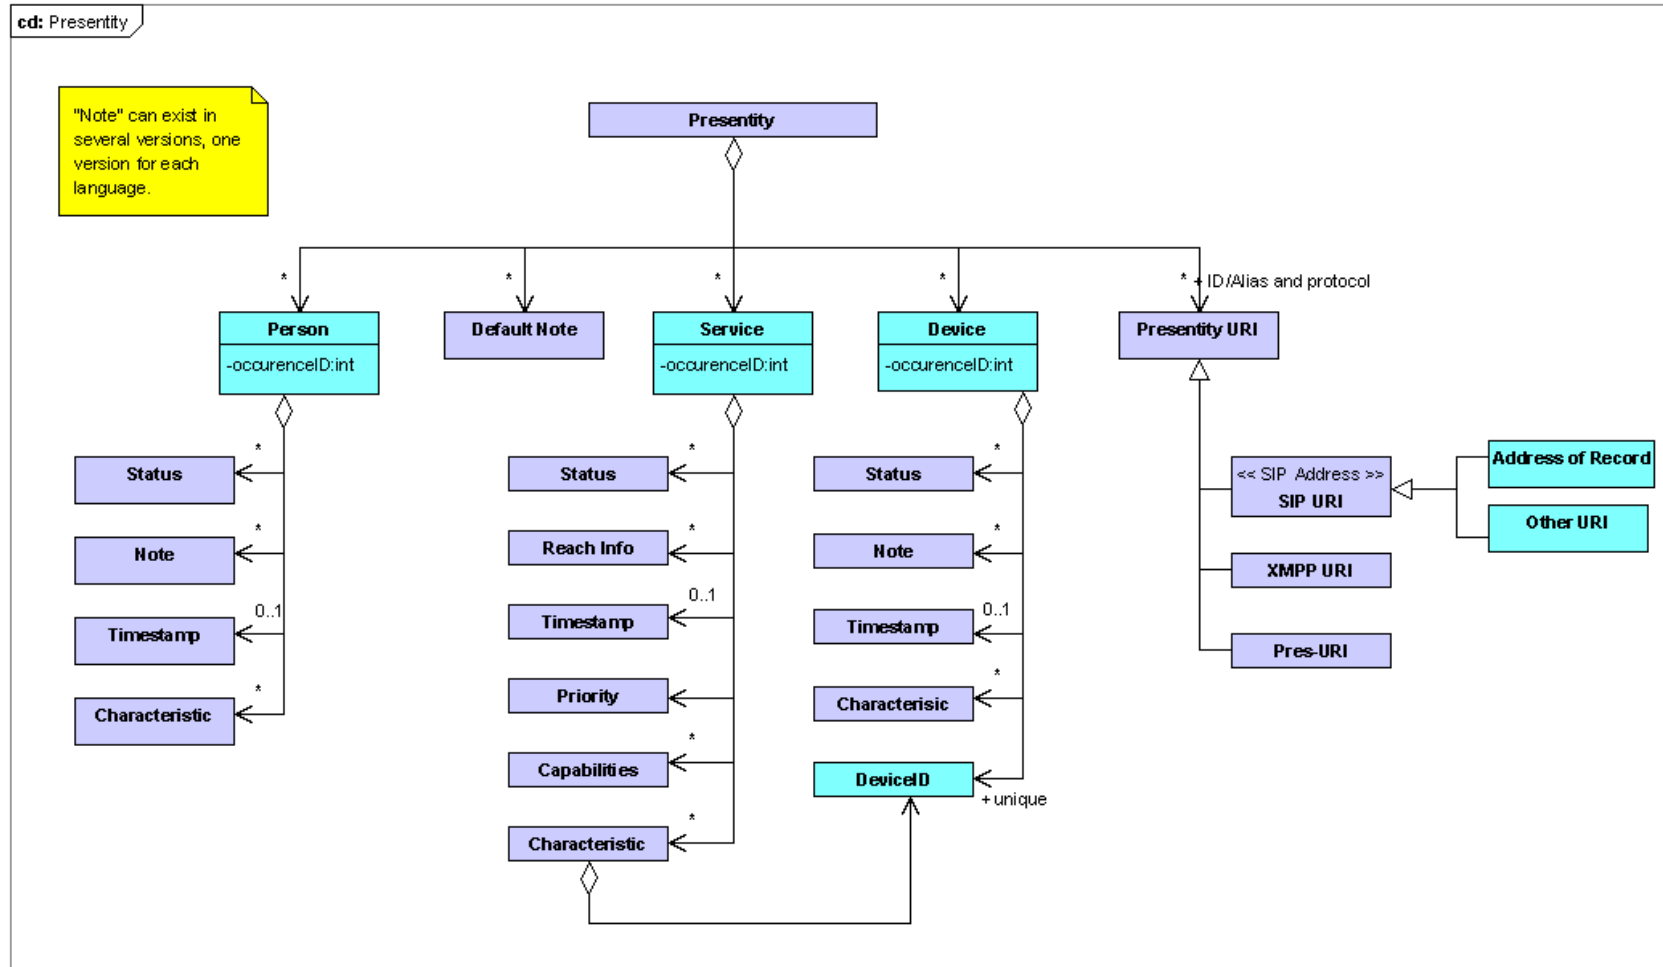 cd: Presentity
"Note" can exist in
several versions, one
version for each
language.
Presentity
*
*
*
*
* + ID/Alias and protocol
Person
-occurenceID:int
Default Note
Service
-occurenceID:int
Device
-occurenceID:int
Presentity URI
*
Status
*
Note
0..1
Timestamp
*
Characteristic
*
Status
*
Reach Info
0..1
Timestamp
Priority
*
Capabilities
*
Characteristic
*
Status
*
Note
0..1
Timestamp
*
Characterisic
DeviceID
+ unique
<< SIP Address >>
SIP URI
XMPP URI
Pres-URI
Address of Record
Other URI